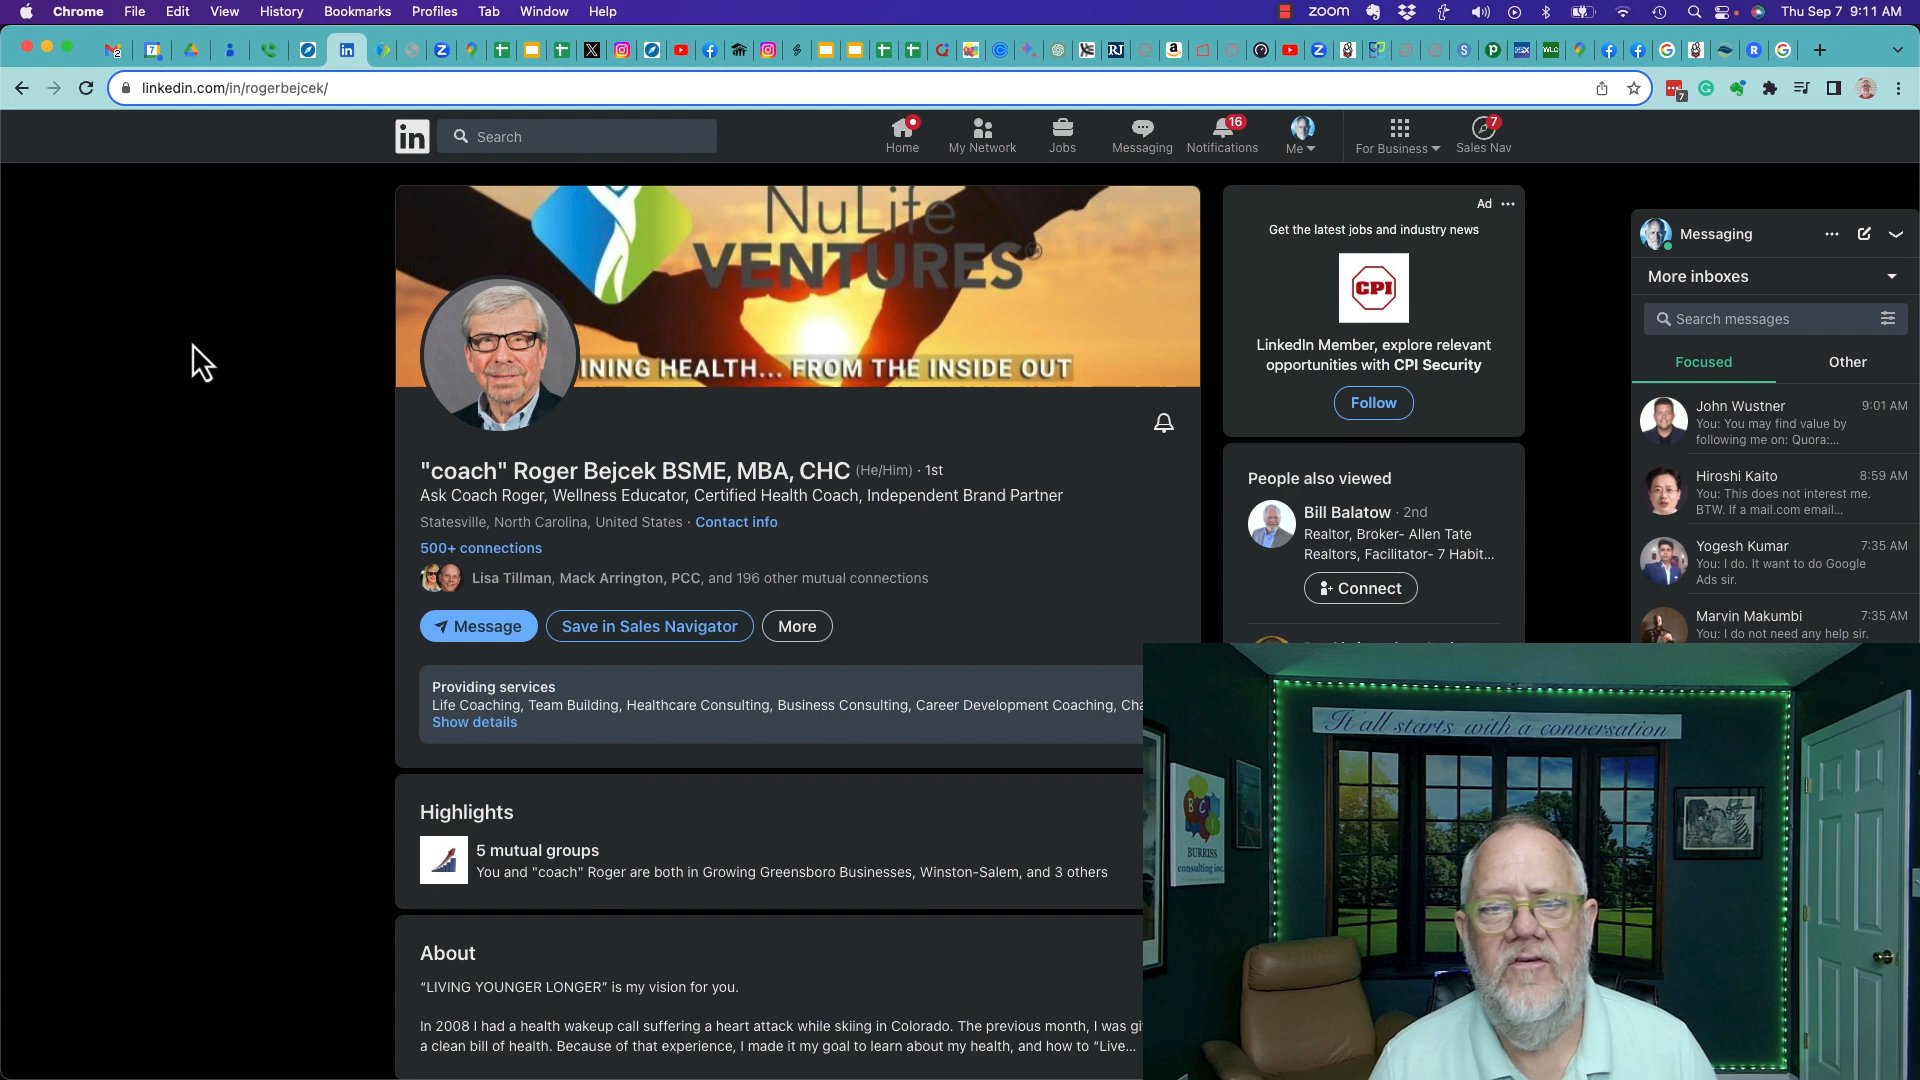 Chrome File Edit View History Bookmarks Profiles Tab Window Help
zoom Thu Sep 7 9:11 AM
linkedin.com/in/rogerbejcek/
7
in Search
Home My Network Jobs Messaging Notifications Me For Business Sales Nav
16 7
NuLife
VENTURES®
INING HEALTH... FROM THE INSIDE OUT
"coach" Roger Bejcek BSME, MBA, CHC (He/Him) · 1st
Ask Coach Roger, Wellness Educator, Certified Health Coach, Independent Brand Partner
Statesville, North Carolina, United States · Contact info
500+ connections
Lisa Tillman, Mack Arrington, PCC, and 196 other mutual connections
Message Save in Sales Navigator More
Providing services
Life Coaching, Team Building, Healthcare Consulting, Business Consulting, Career Development Coaching, Cha
Show details
Highlights
5 mutual groups
You and "coach" Roger are both in Growing Greensboro Businesses, Winston-Salem, and 3 others
About
“LIVING YOUNGER LONGER” is my vision for you.
In 2008 I had a health wakeup call suffering a heart attack while skiing in Colorado. The previous month, I was gi
a clean bill of health. Because of that experience, I made it my goal to learn about my health, and how to “Live...
Ad
Get the latest jobs and industry news
CPI
LinkedIn Member, explore relevant
opportunities with CPI Security
Follow
People also viewed
Bill Balatow · 2nd
Realtor, Broker- Allen Tate
Realtors, Facilitator- 7 Habit...
Connect
Messaging
More inboxes
Search messages
Focused Other
John Wustner 9:01 AM
You: You may find value by
following me on: Quora:...
Hiroshi Kaito 8:59 AM
You: This does not interest me.
BTW. If a mail.com email...
Yogesh Kumar 7:35 AM
You: I do. It want to do Google
Ads sir.
Marvin Makumbi 7:35 AM
You: I do not need any help sir.
It all starts with a conversation
BURRISS
consulting inc.